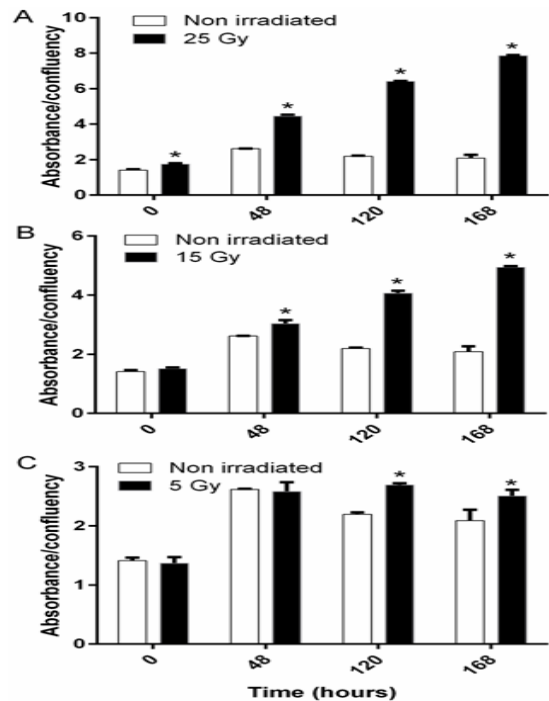 A
Non irradiated
25 Gy
Absorbance/confluency
10
8
6
4
2
0
*
*
*
*
0
48
120
168
B
Non irradiated
15 Gy
Absorbance/confluency
6
4
2
0
*
*
*
0
48
120
168
C
Non irradiated
5 Gy
Absorbance/confluency
3
2
1
0
*
*
0
48
120
168
Time (hours)